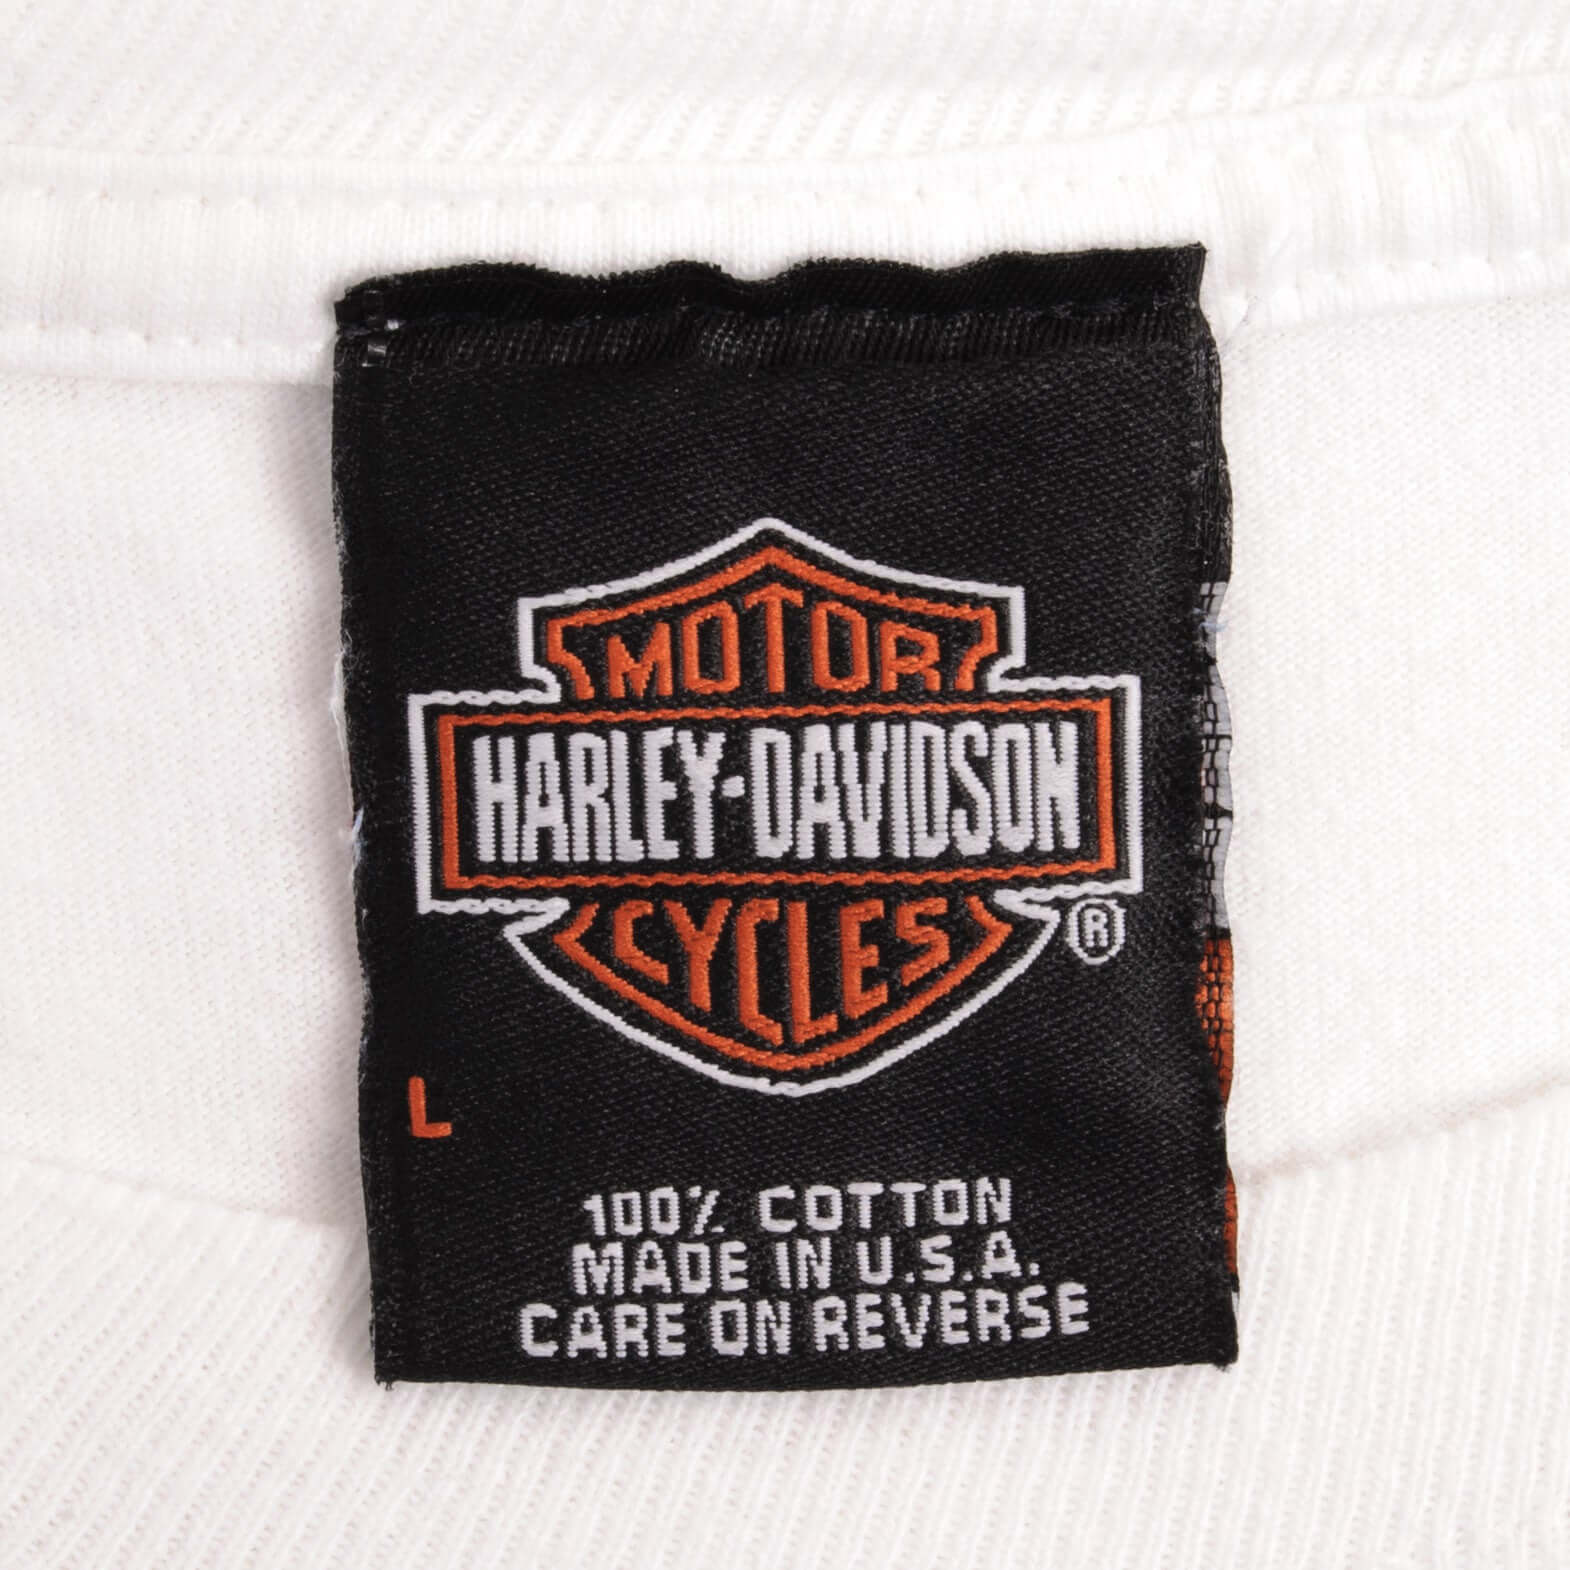 MOTOR
HARLEY-DAVIDSON
CYCLES
®
L
100% COTTON
MADE IN U.S.A.
CARE ON REVERSE